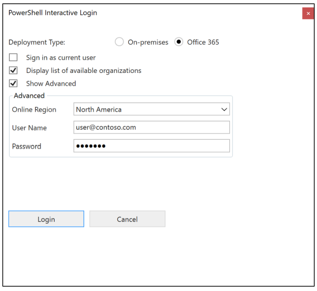 PowerShell Interactive Login
Deployment Type: On-premises Office 365
Sign in as current user
Display list of available organizations
Show Advanced
Advanced
Online Region North America
User Name user@contoso.com
Password •••••••
Login Cancel